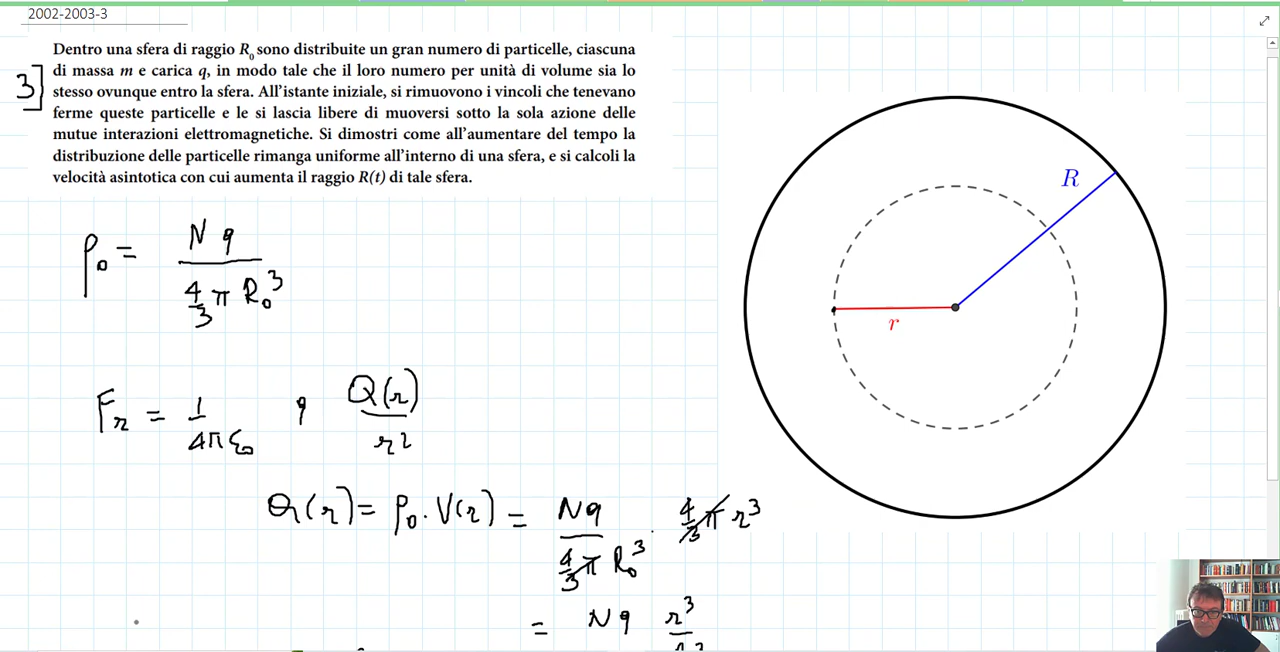 2002-2003-3
3]
Dentro una sfera di raggio R₀ sono distribuite un gran numero di particelle, ciascuna
di massa m e carica q, in modo tale che il loro numero per unità di volume sia lo
stesso ovunque entro la sfera. All'istante iniziale, si rimuovono i vincoli che tenevano
ferme queste particelle e le si lascia libere di muoversi sotto la sola azione delle
mutue interazioni elettromagnetiche. Si dimostri come all'aumentare del tempo la
distribuzione delle particelle rimanga uniforme all'interno di una sfera, e si calcoli la
velocità asintotica con cui aumenta il raggio R(t) di tale sfera.
R
r
ρ₀ = Nq / (4/3 π R₀³)
Fr = 1/(4πε₀) q Q(r)/r²
Q(r) = ρ₀ · V(r) = Nq / (4/3 π R₀³) · 4/3 π r³
= Nq r³